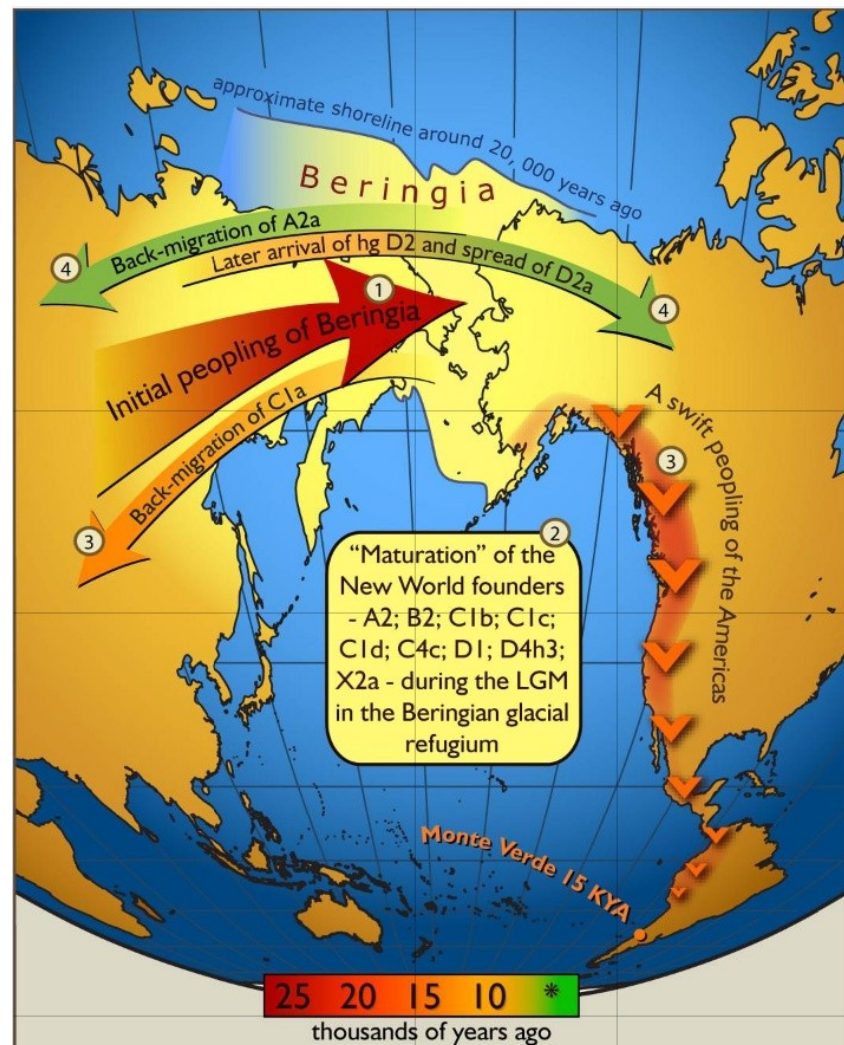 approximate shoreline around 20, 000 years ago
Beringia
Back-migration of A2a
Later arrival of hg D2 and spread of D2a
4
1
4
Initial peopling of Beringia
Back-migration of C1a
3
A swift peopling of the Americas
3
2
“Maturation” of the
New World founders
- A2; B2; C1b; C1c;
C1d; C4c; D1; D4h3;
X2a - during the LGM
in the Beringian glacial
refugium
Monte Verde 15 KYA
25 20 15 10 *
thousands of years ago